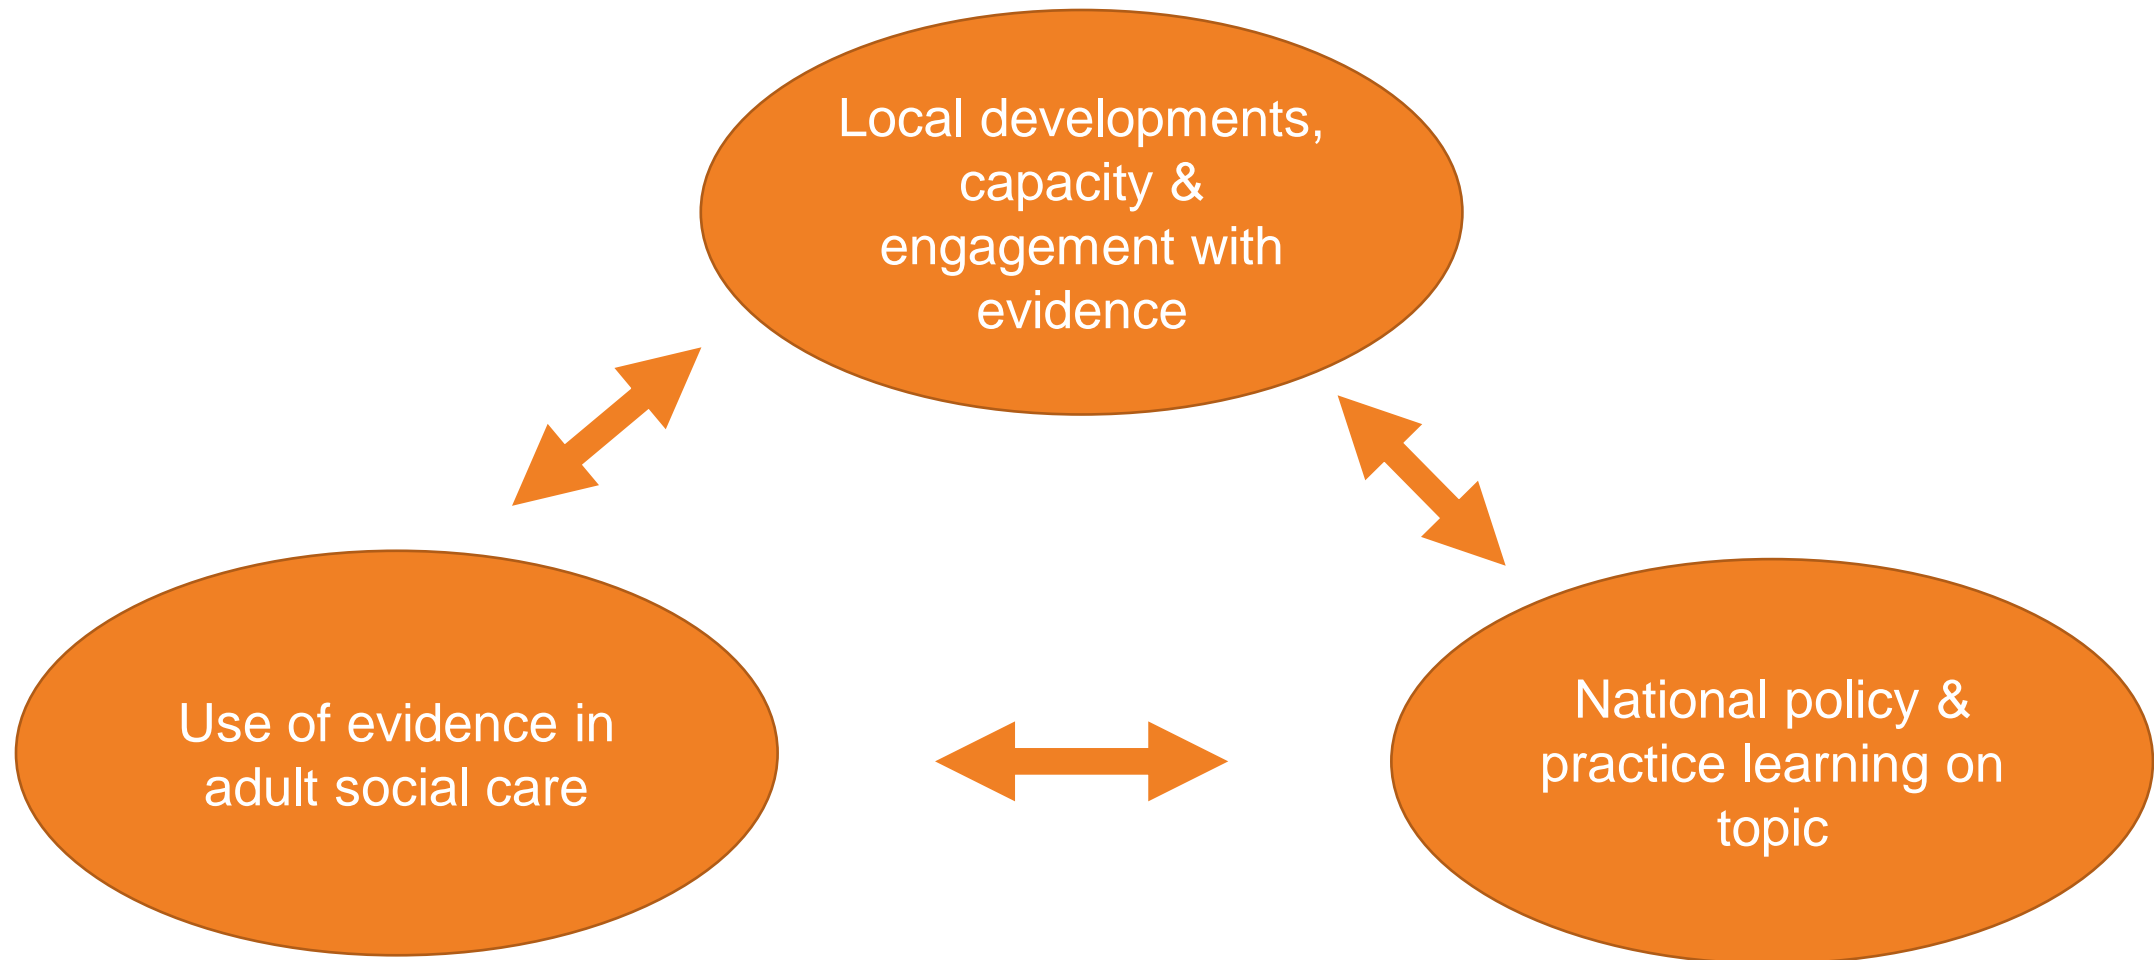 Local developments,
capacity &
engagement with
evidence
Use of evidence in
adult social care
National policy &
practice learning on
topic